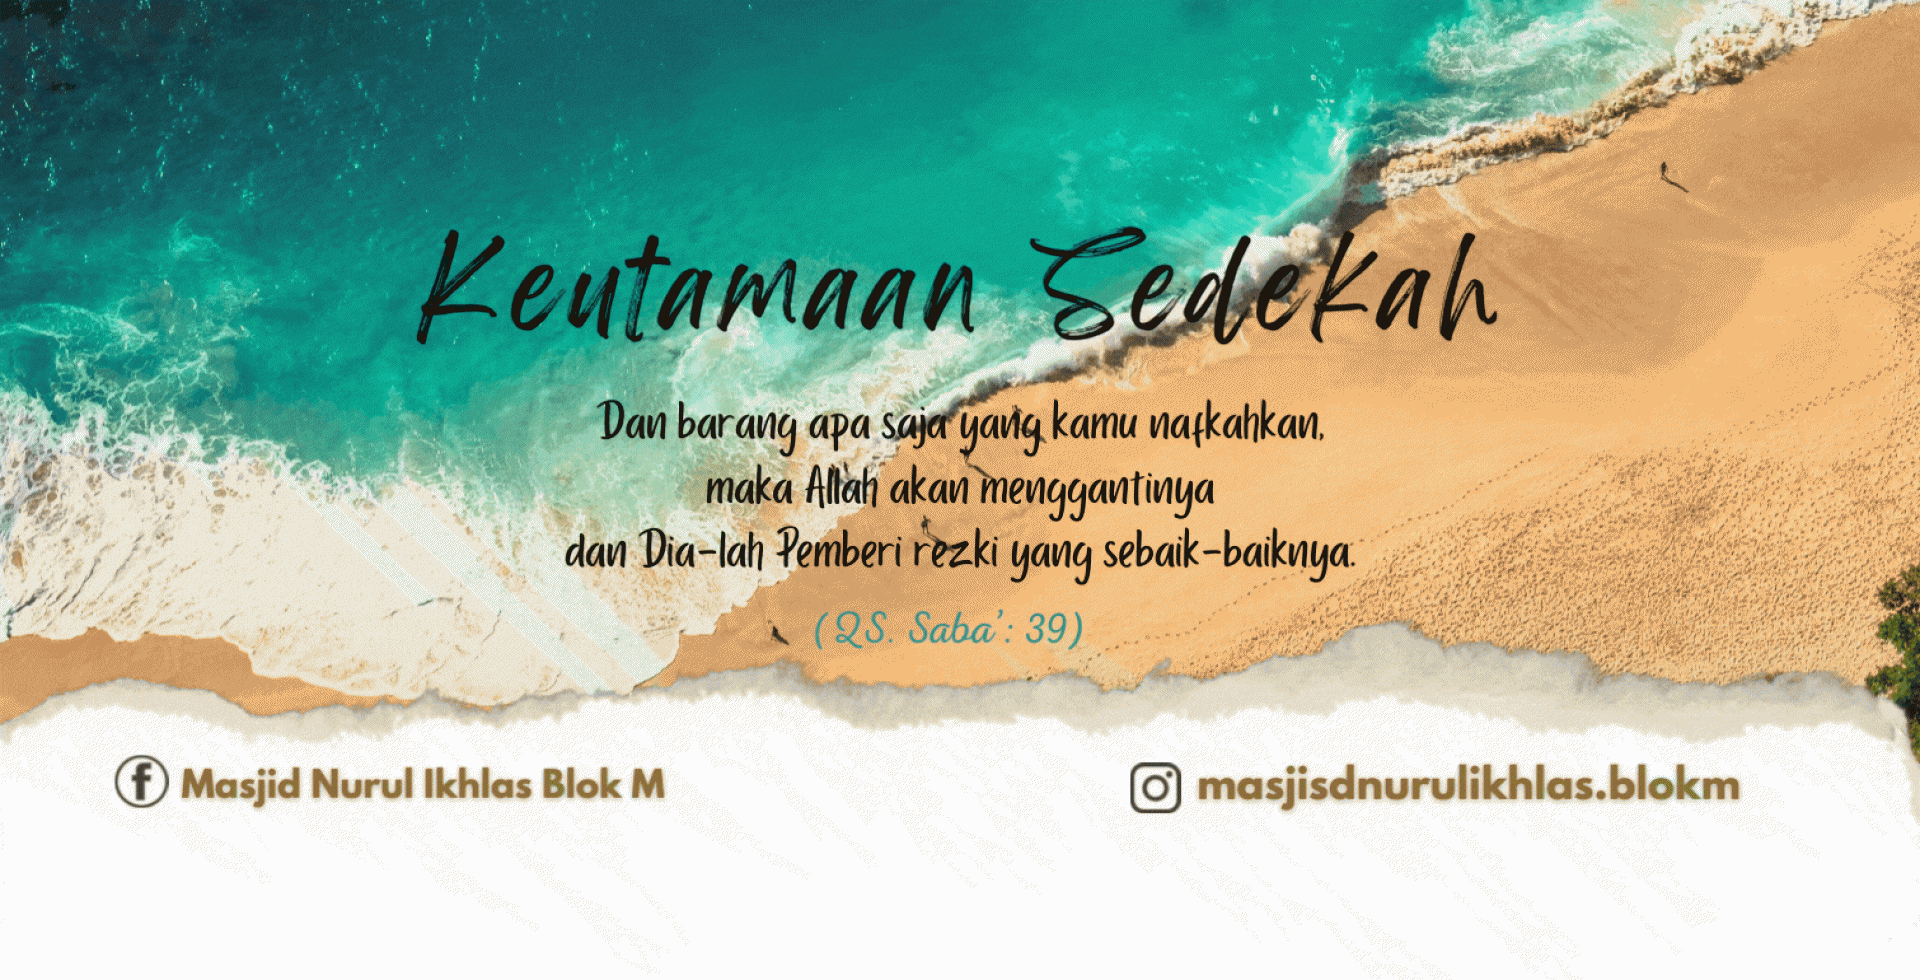 Keutamaan Sedekah
Dan barang apa saja yang kamu nafkahkan,
maka Allah akan menggantinya
dan Dia-lah Pemberi rezki yang sebaik-baiknya.
(QS. Saba': 39)
Masjid Nurul Ikhlas Blok M
masjisdnurulikhlas.blokm